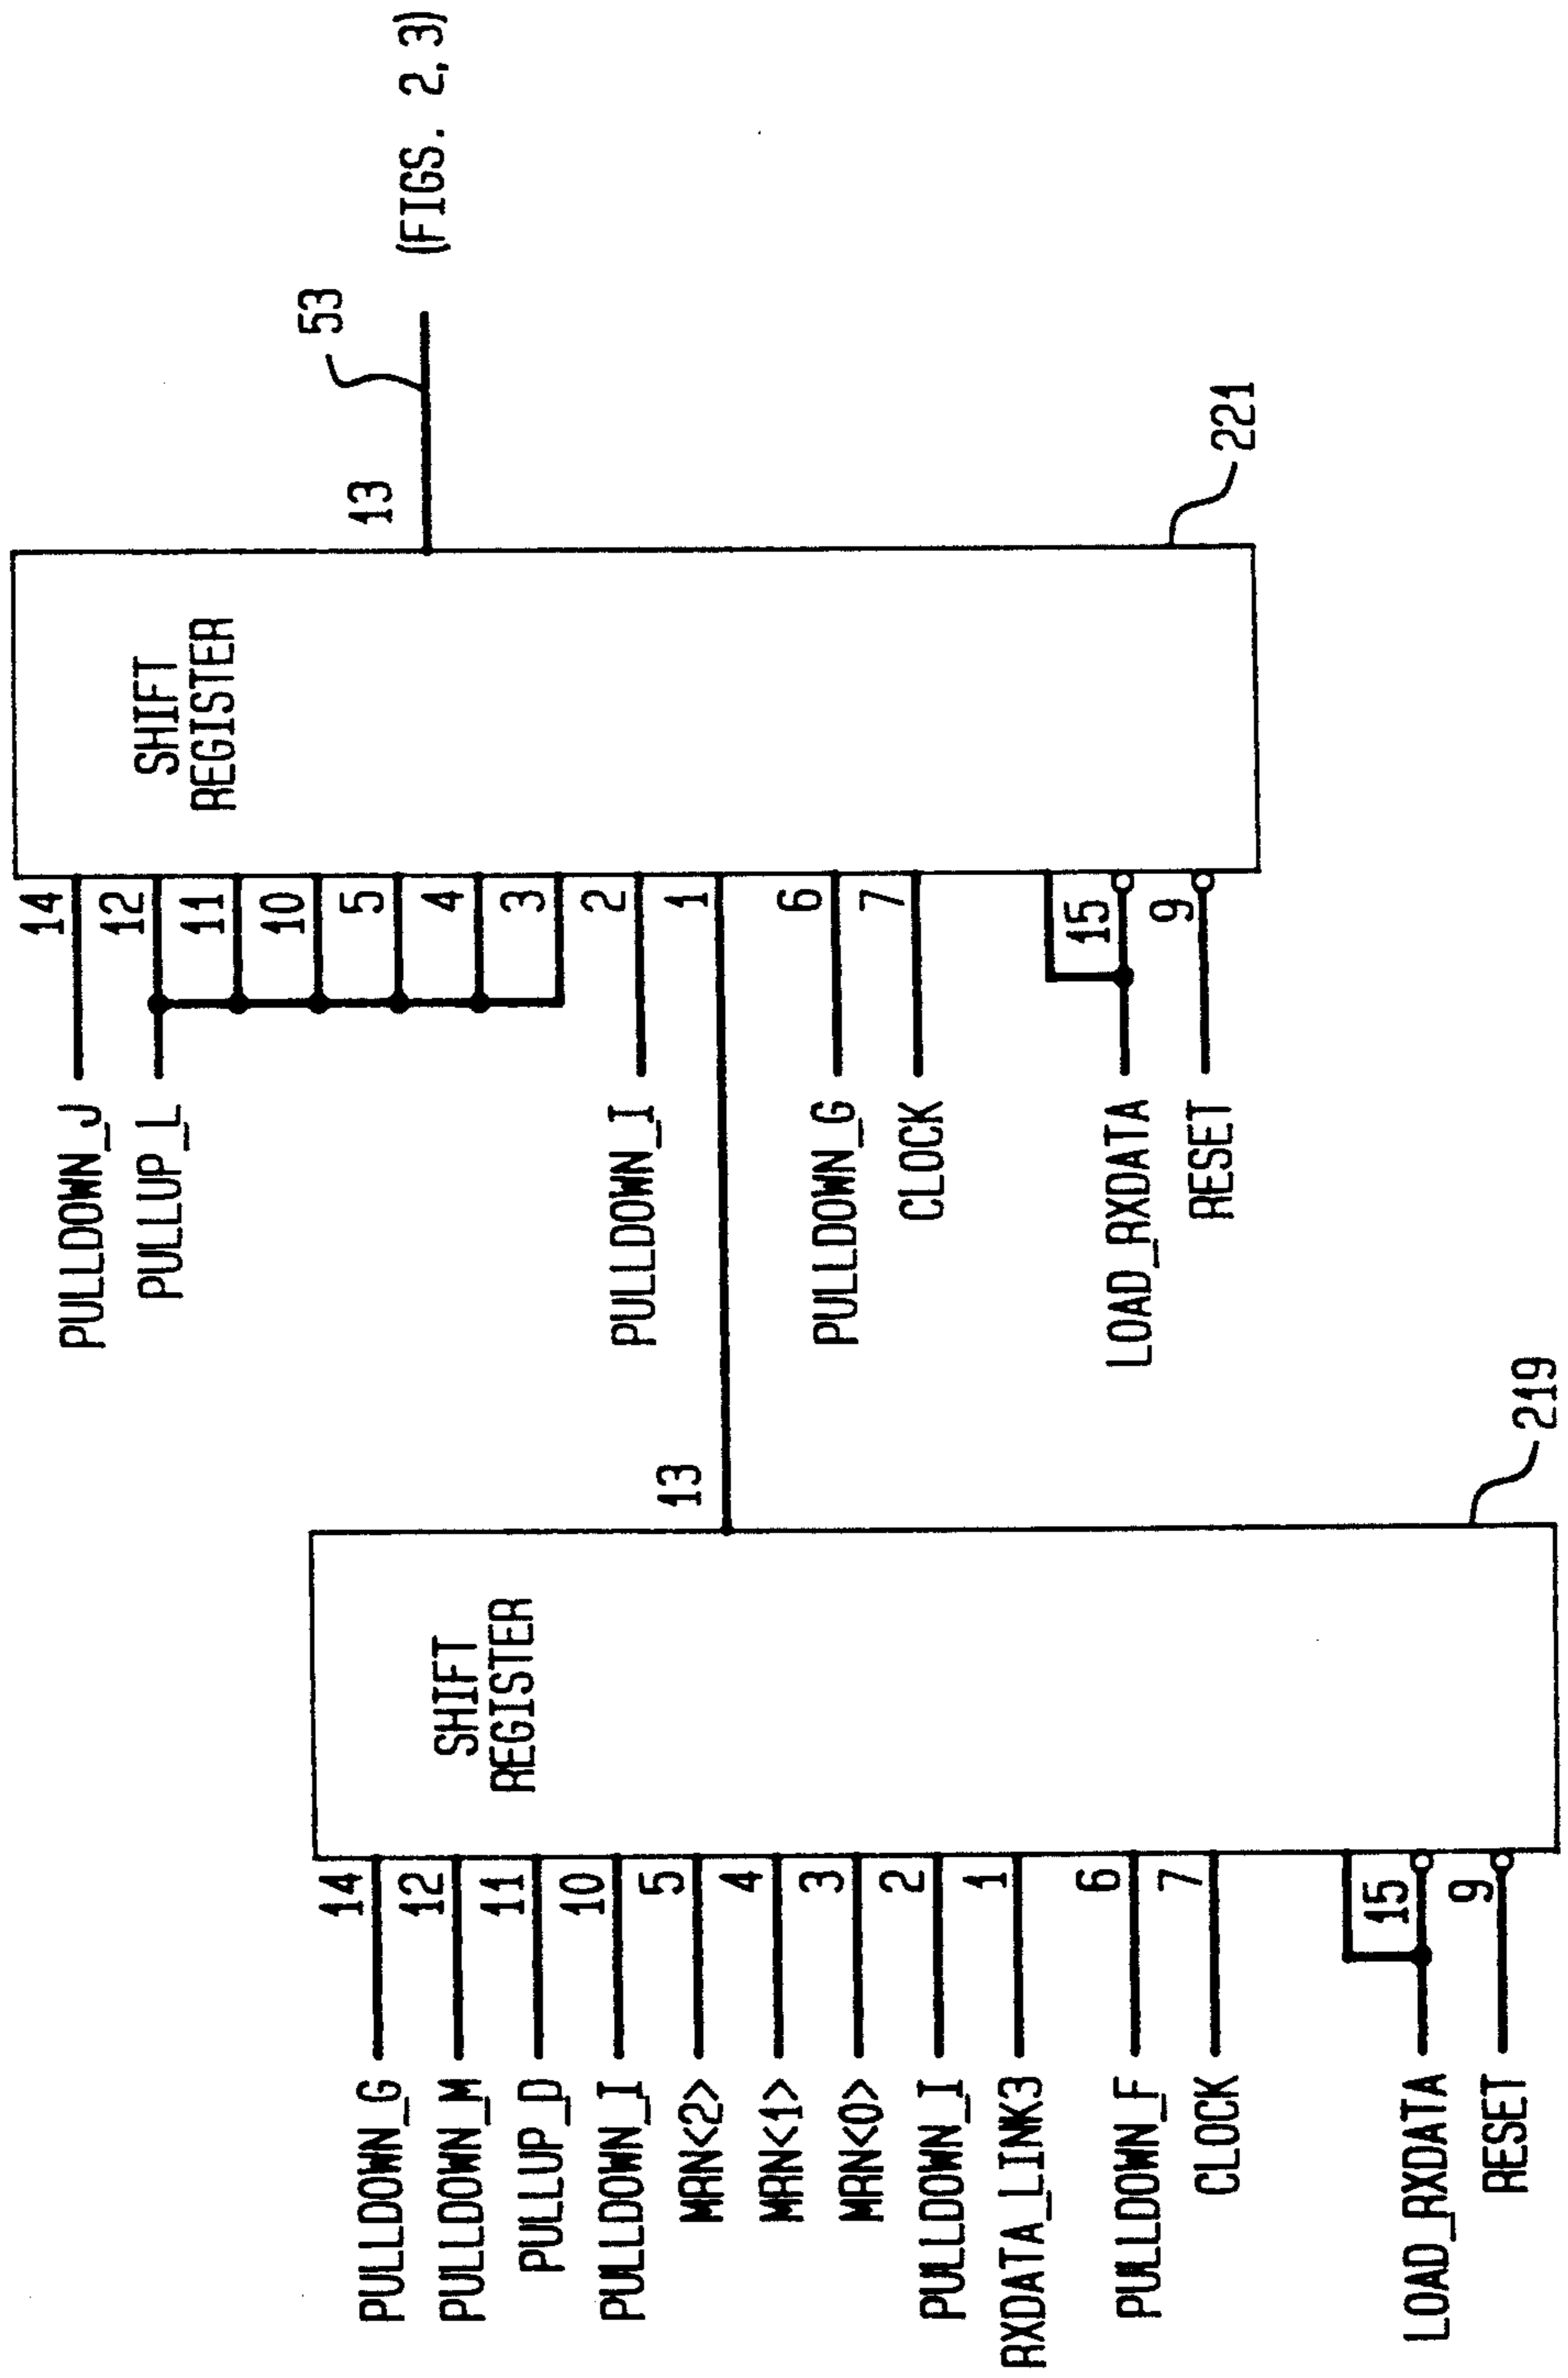 SHIFT
REGISTER
14
12
11
10
5
4
3
2
1
6
7
15
9
PULLDOWN_J
PULLUP_L
PULLDOWN_I
PULLDOWN_G
CLOCK
LOAD_RXDATA
RESET
13
53
(FIGS. 2,3)
221
SHIFT
REGISTER
14
12
11
10
5
4
3
2
1
6
7
15
9
PULLDOWN_G
PULLDOWN_M
PULLUP_D
PULLDOWN_I
MRN<2>
MRN<1>
MRN<0>
PULLDOWN_I
RXDATA_LINK3
PULLDOWN_F
CLOCK
LOAD_RXDATA
RESET
13
219